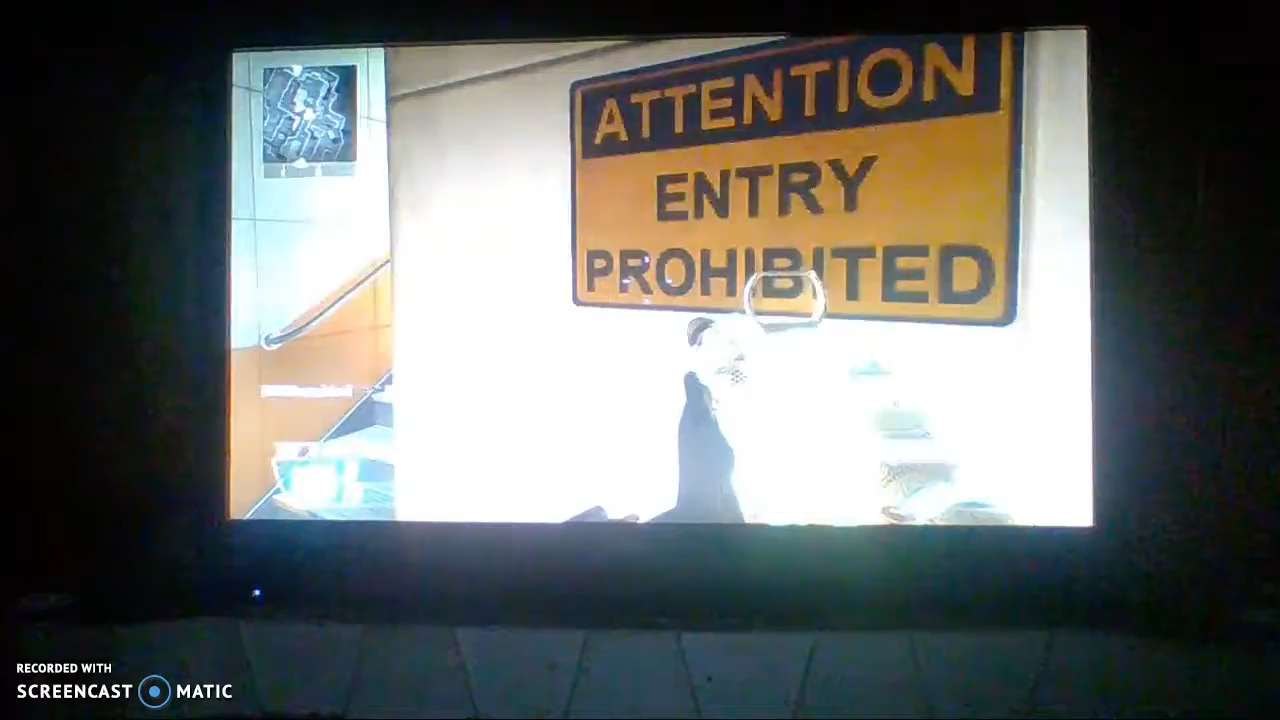 ATTENTION
ENTRY
PROHIBITED
RECORDED WITH
SCREENCAST MATIC